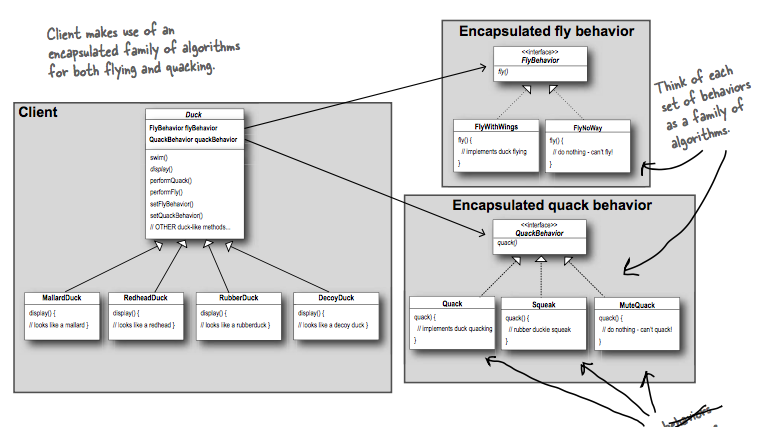 Client makes use of an
encapsulated family of algorithms
for both flying and quacking.
Client
Duck
FlyBehavior flyBehavior
QuackBehavior quackBehavior
swim()
display()
performQuack()
performFly()
setFlyBehavior()
setQuackBehavior()
// OTHER duck-like methods...
MallardDuck
display() {
// looks like a mallard }
RedheadDuck
display() {
// looks like a redhead }
RubberDuck
display() {
// looks like a rubberduck }
DecoyDuck
display() {
// looks like a decoy duck }
Encapsulated fly behavior
<<interface>>
FlyBehavior
fly()
FlyWithWings
fly() {
// implements duck flying
}
FlyNoWay
fly() {
// do nothing - can't fly!
}
Think of each
set of behaviors
as a family of
algorithms.
Encapsulated quack behavior
<<interface>>
QuackBehavior
quack()
Quack
quack() {
// implements duck quacking
}
Squeak
quack() {
// rubber duckie squeak
}
MuteQuack
quack() {
// do nothing - can't quack!
}
behaviors